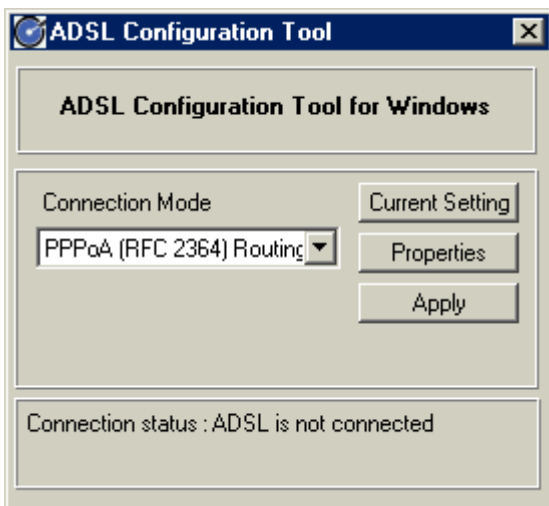 ADSL Configuration Tool
ADSL Configuration Tool for Windows
Connection Mode
Current Setting
PPPoA (RFC 2364) Routing
Properties
Apply
Connection status : ADSL is not connected